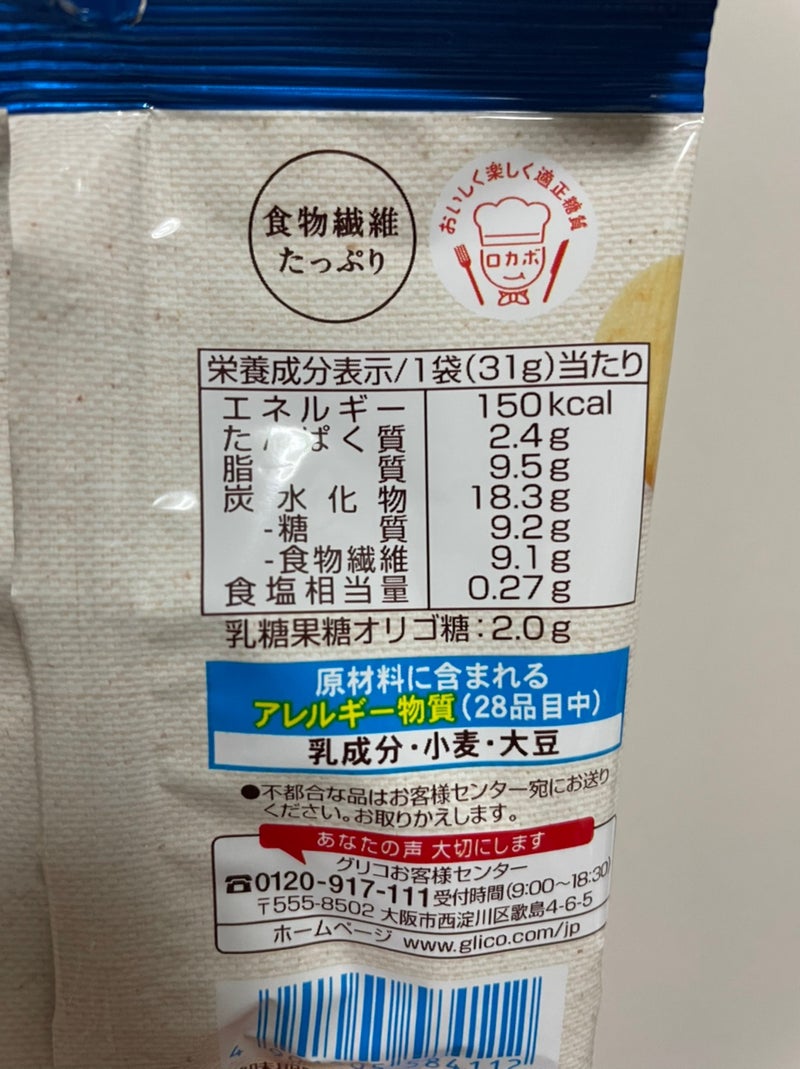 食物繊維
たっぷり
おいしく楽しく適正糖質
ロカボ
栄養成分表示/1袋(31g)当たり
エネルギー 150kcal
たんぱく質 2.4g
脂質 9.5g
炭水化物 18.3g
-糖質 9.2g
-食物繊維 9.1g
食塩相当量 0.27g
乳糖果糖オリゴ糖:2.0g
原材料に含まれる
アレルギー物質(28品目中)
乳成分・小麦・大豆
●不都合な品はお客様センター宛にお送り
ください。お取りかえします。
あなたの声 大切にします
グリコお客様センター
☎0120-917-111 受付時間(9:00〜18:30)
〒555-8502 大阪市西淀川区歌島4-6-5
ホームページ www.glico.com/jp